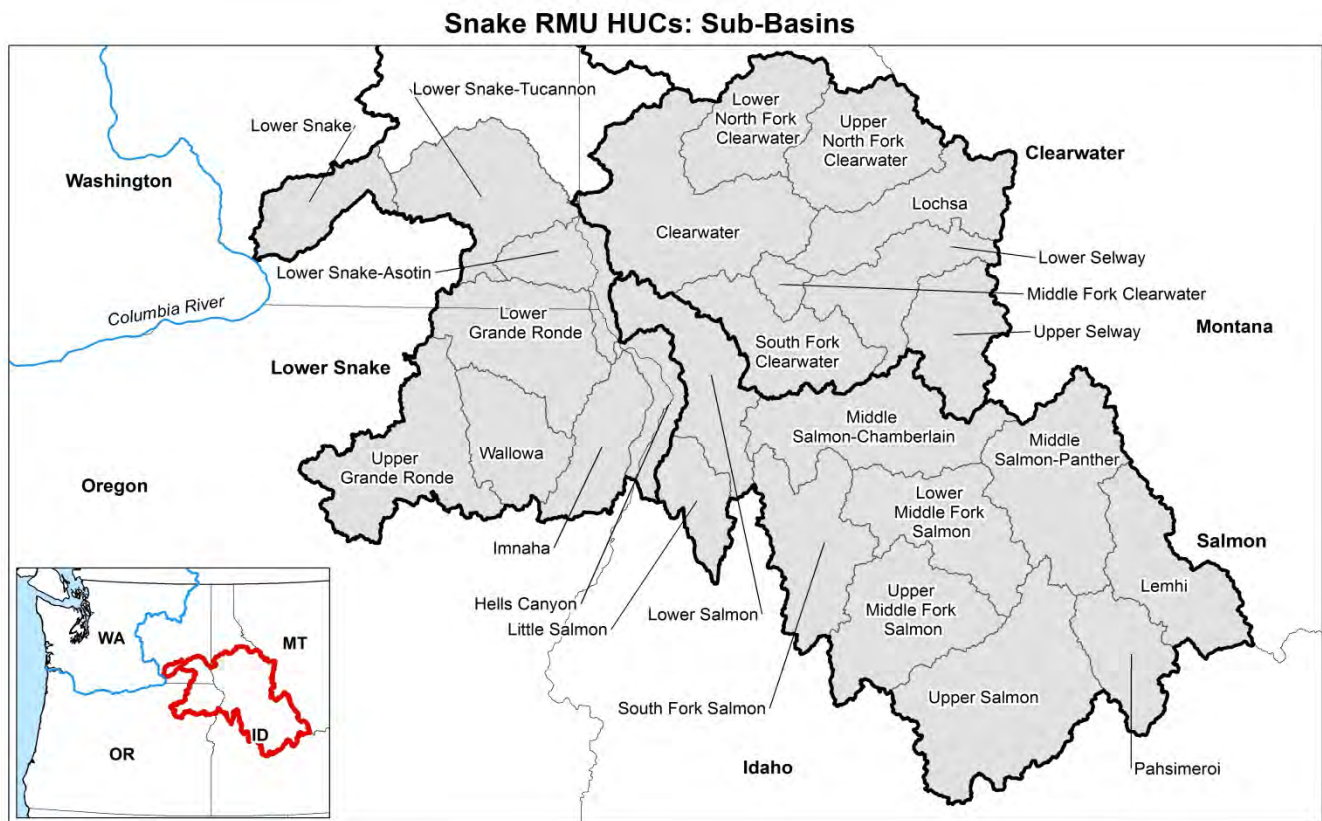 Snake RMU HUCs: Sub-Basins
Lower Snake-Tucannon
Lower Snake
Washington
Lower
North Fork
Clearwater
Upper
North Fork
Clearwater
Clearwater
Lochsa
Clearwater
Lower Selway
Lower Snake-Asotin
Middle Fork Clearwater
Columbia River
Lower
Grande Ronde
South Fork
Clearwater
Upper Selway
Montana
Lower Snake
Middle
Salmon-Chamberlain
Middle
Salmon-Panther
Upper
Grande Ronde
Wallowa
Oregon
Lower
Middle Fork
Salmon
Imnaha
Salmon
Hells Canyon
Little Salmon
Lower Salmon
Upper
Middle Fork
Salmon
Lemhi
South Fork Salmon
Upper Salmon
Idaho
Pahsimeroi
WA
MT
OR
ID